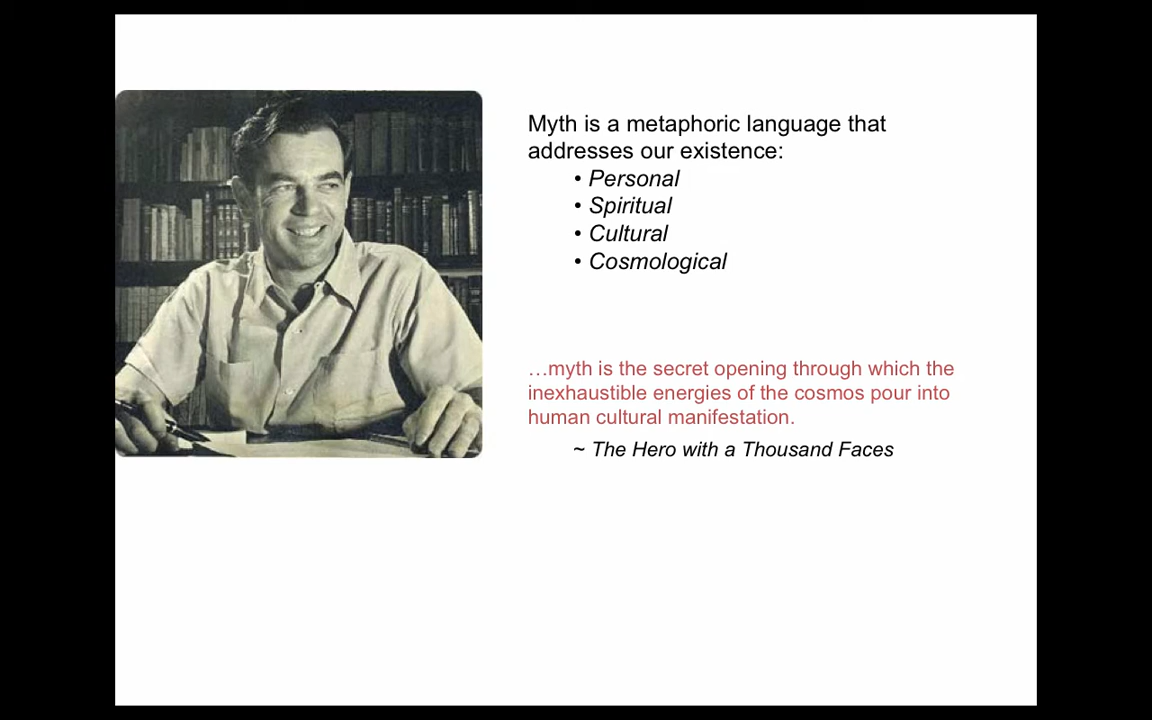 Myth is a metaphoric language that
addresses our existence:
• Personal
• Spiritual
• Cultural
• Cosmological
…myth is the secret opening through which the
inexhaustible energies of the cosmos pour into
human cultural manifestation.
~ The Hero with a Thousand Faces